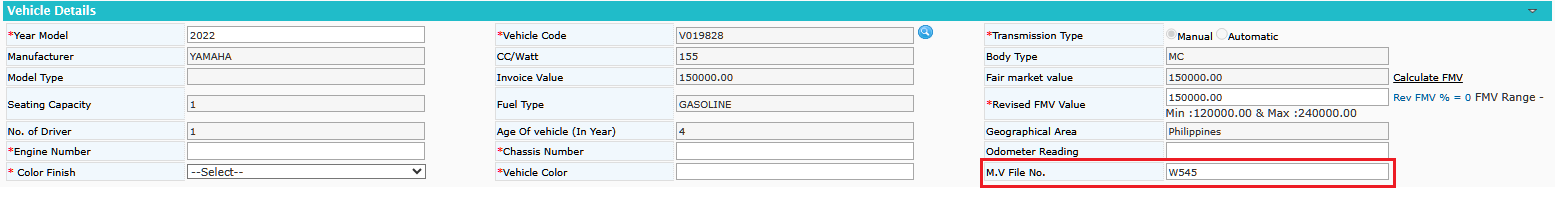 Vehicle Details
*Year Model 2022 *Vehicle Code V019828 *Transmission Type Manual Automatic
Manufacturer YAMAHA CC/Watt 155 Body Type MC
Model Type Invoice Value 150000.00 Fair market value 150000.00 Calculate FMV
Seating Capacity 1 Fuel Type GASOLINE *Revised FMV Value 150000.00 Rev FMV % = 0 FMV Range -
Min :120000.00 & Max :240000.00
No. of Driver 1 Age Of vehicle (In Year) 4 Geographical Area Philippines
*Engine Number *Chassis Number Odometer Reading
* Color Finish --Select-- *Vehicle Color M.V File No. W545